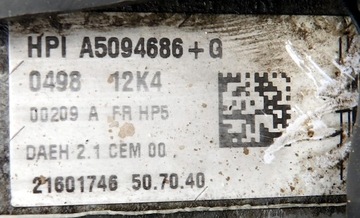 HPI A5094686+G
0498 12K4
00209 A FR HP5
DAEH 2.1 CEM 00
21601746 50.70.40